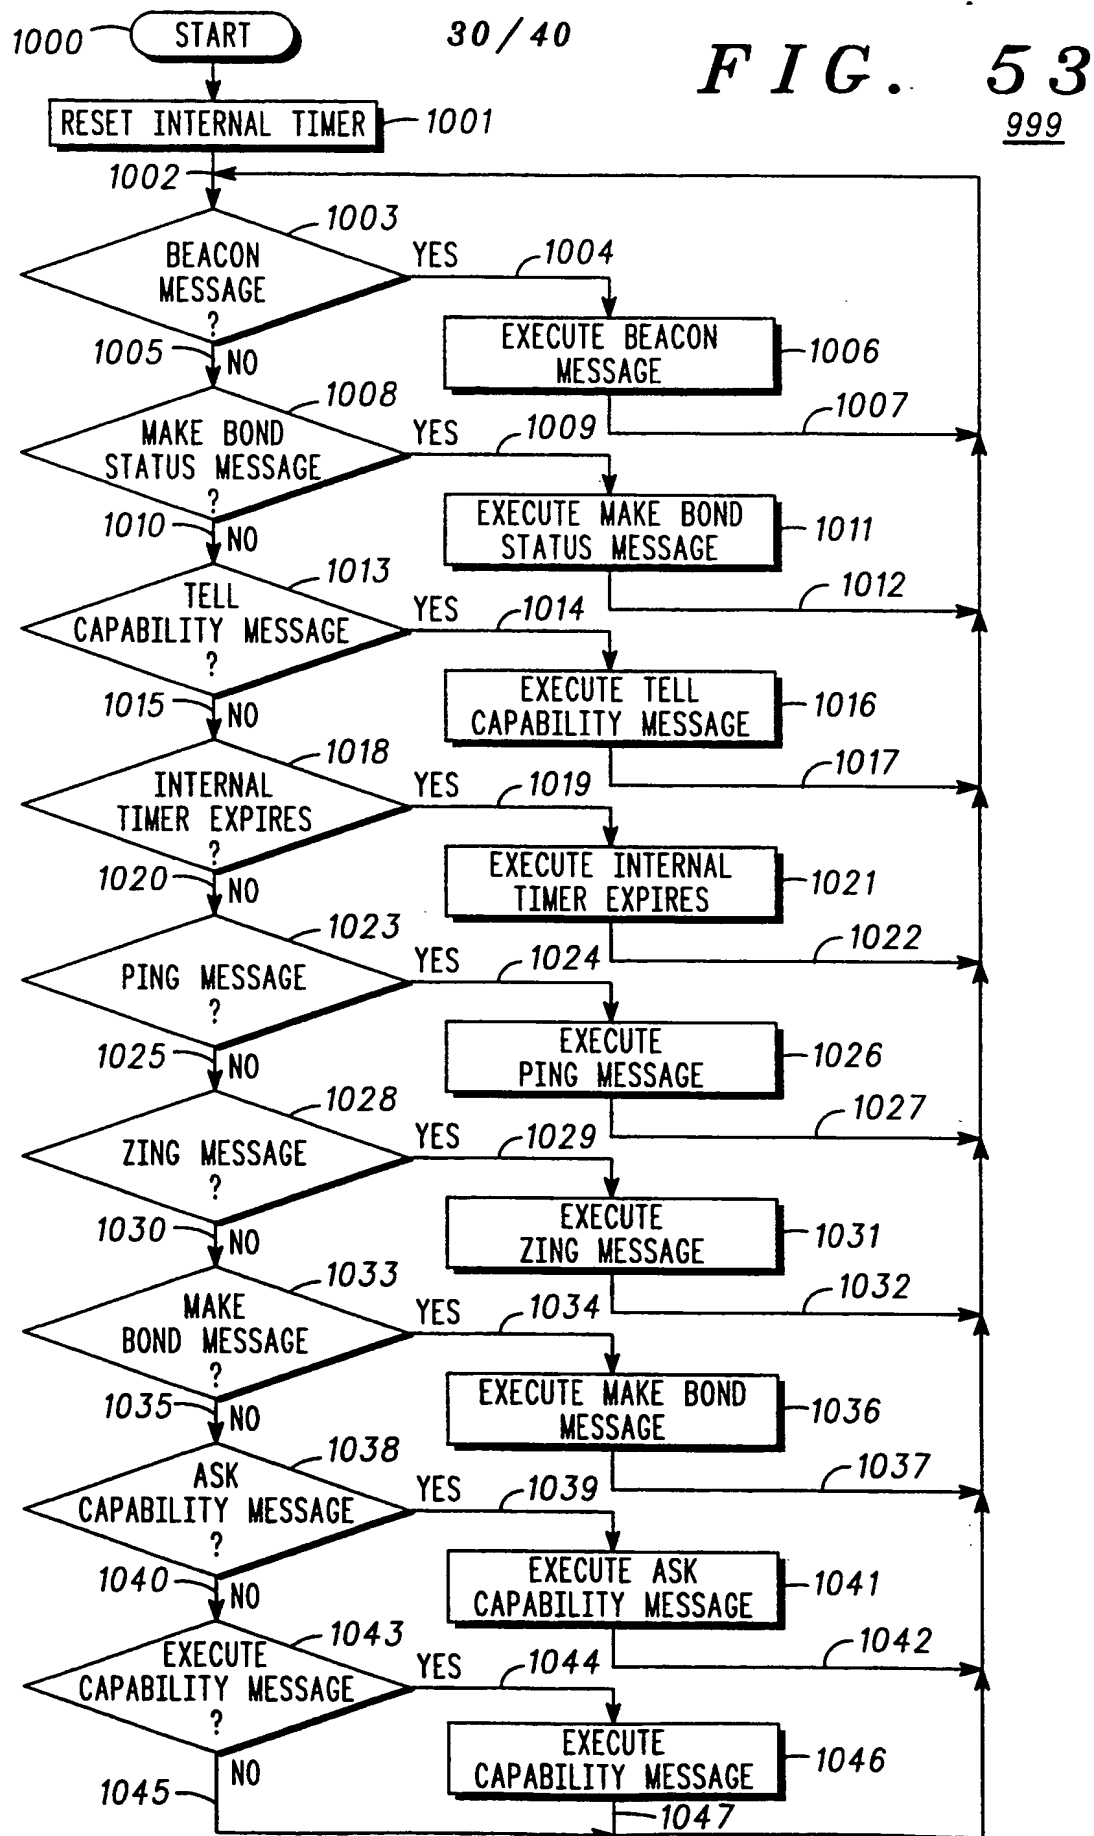 30/40
FIG. 53
999
1000
START
RESET INTERNAL TIMER
1001
1002
1003
BEACON
MESSAGE
?
YES
1004
1005
NO
EXECUTE BEACON
MESSAGE
1006
1007
1008
MAKE BOND
STATUS MESSAGE
?
YES
1009
1010
NO
EXECUTE MAKE BOND
STATUS MESSAGE
1011
1012
1013
TELL
CAPABILITY MESSAGE
?
YES
1014
1015
NO
EXECUTE TELL
CAPABILITY MESSAGE
1016
1017
1018
INTERNAL
TIMER EXPIRES
?
YES
1019
1020
NO
EXECUTE INTERNAL
TIMER EXPIRES
1021
1022
1023
PING MESSAGE
?
YES
1024
1025
NO
EXECUTE
PING MESSAGE
1026
1027
1028
ZING MESSAGE
?
YES
1029
1030
NO
EXECUTE
ZING MESSAGE
1031
1032
1033
MAKE
BOND MESSAGE
?
YES
1034
1035
NO
EXECUTE MAKE BOND
MESSAGE
1036
1037
1038
ASK
CAPABILITY MESSAGE
?
YES
1039
1040
NO
EXECUTE ASK
CAPABILITY MESSAGE
1041
1042
1043
EXECUTE
CAPABILITY MESSAGE
?
YES
1044
1045
NO
EXECUTE
CAPABILITY MESSAGE
1046
1047